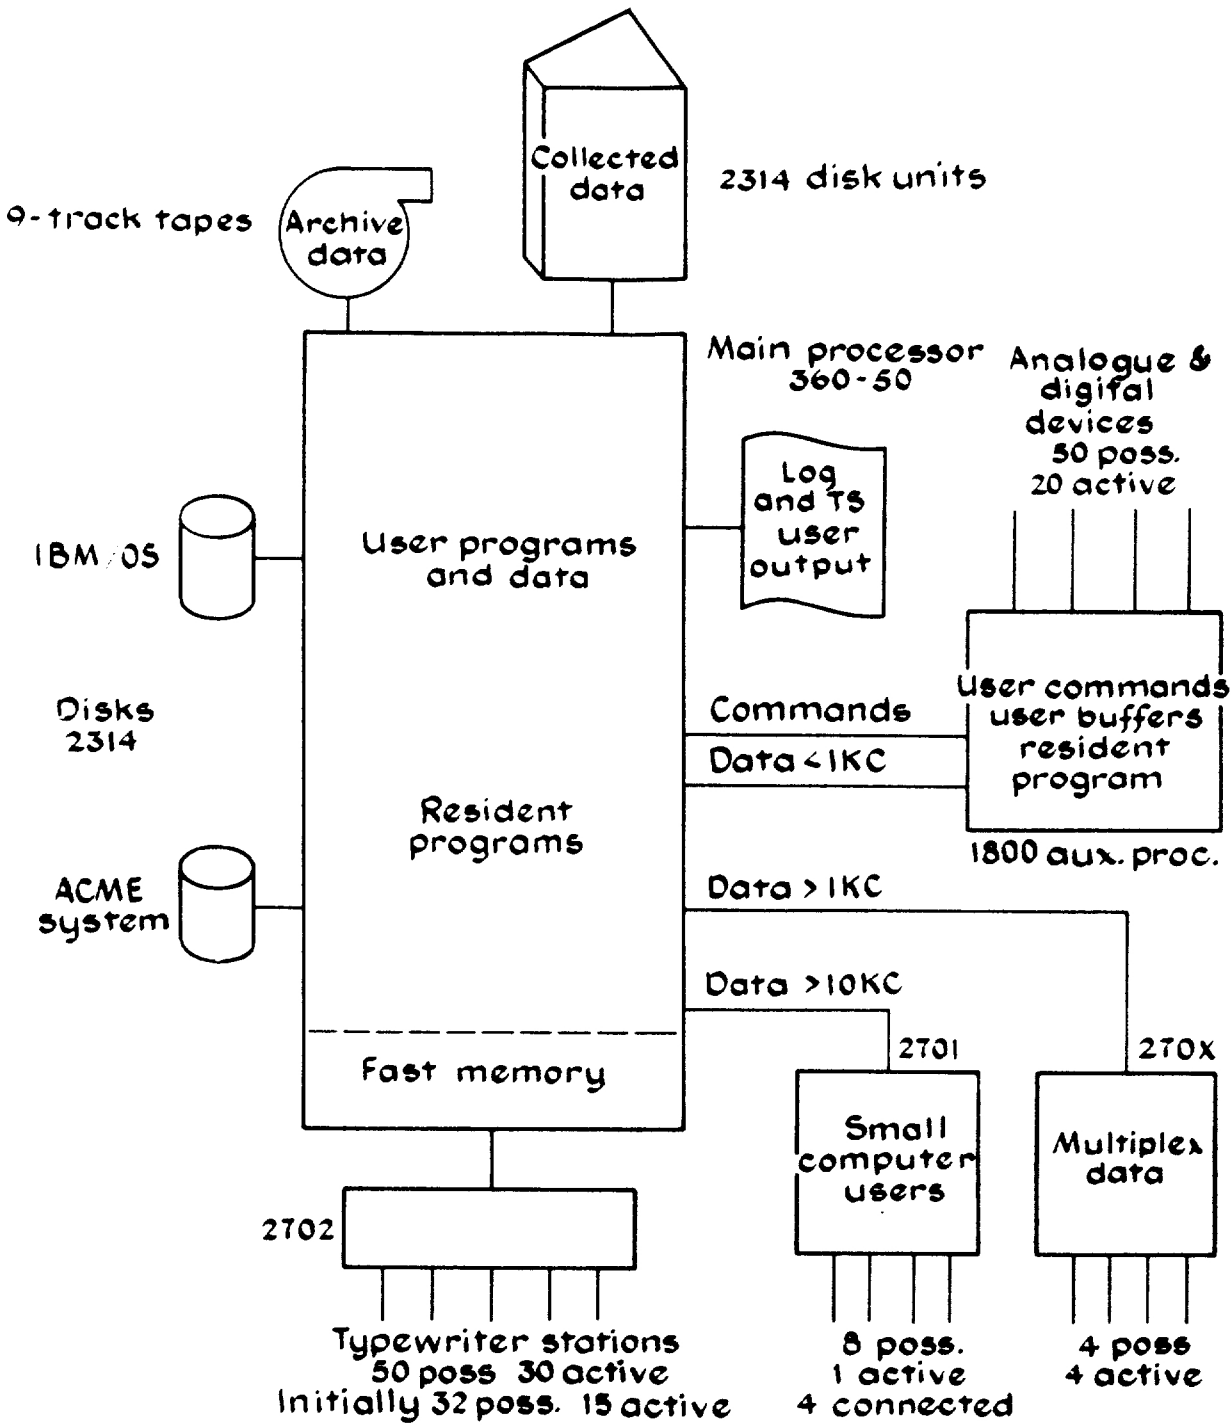 Collected
data
2314 disk units
9-track tapes
Archive
data
Main processor
360-50
Analogue &
digital
devices
50 poss.
20 active
Log
and TS
user
output
IBM/OS
User programs
and data
Disks
2314
Commands
Data <1KC
User commands
user buffers
resident
program
1800 aux. proc.
Resident
programs
ACME
system
Data >1KC
Data >10KC
2701
270X
Fast memory
Small
computer
users
Multiplex
data
2702
Typewriter stations
50 poss 30 active
Initially 32 poss. 15 active
8 poss.
1 active
4 connected
4 poss
4 active